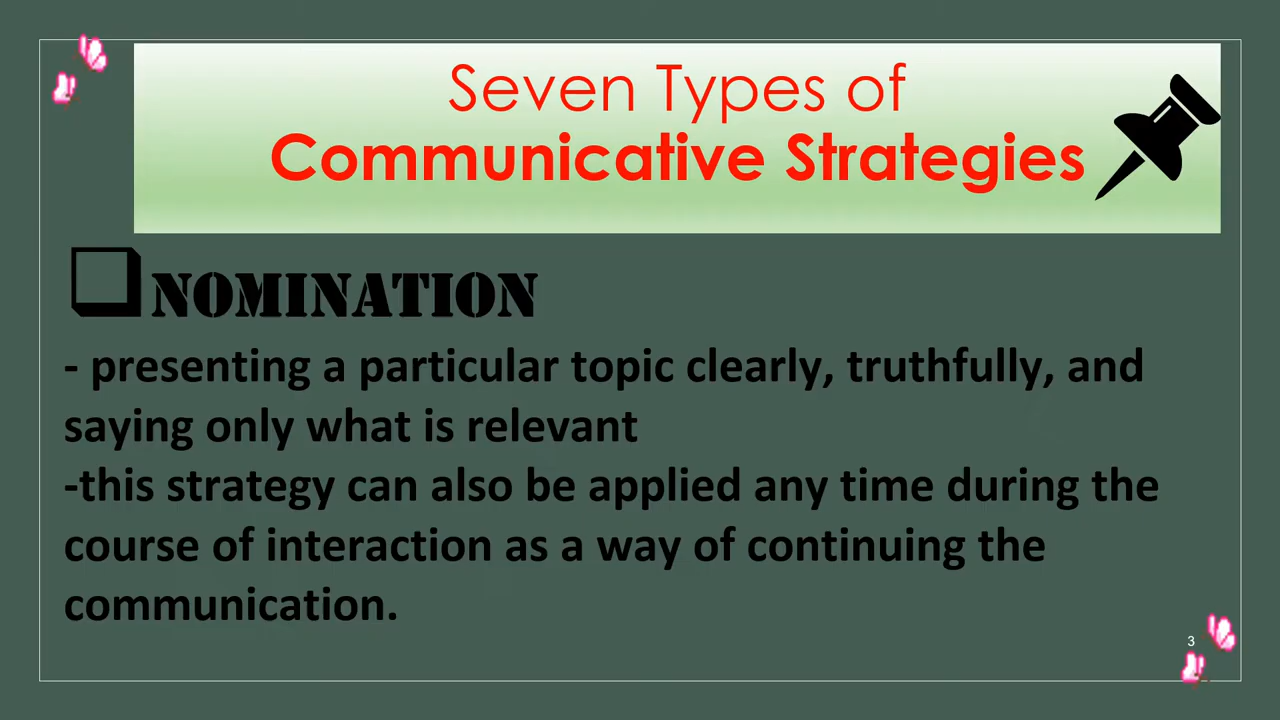 Seven Types of
Communicative Strategies
NOMINATION
- presenting a particular topic clearly, truthfully, and
saying only what is relevant
-this strategy can also be applied any time during the
course of interaction as a way of continuing the
communication.
3